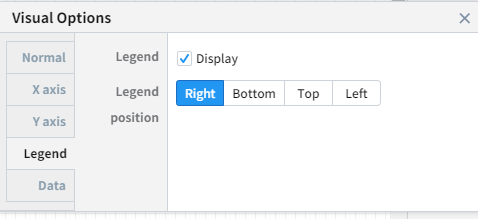 Visual Options
Normal
X axis
Y axis
Legend
Data
Legend
Display
Legend
position
Right Bottom Top Left